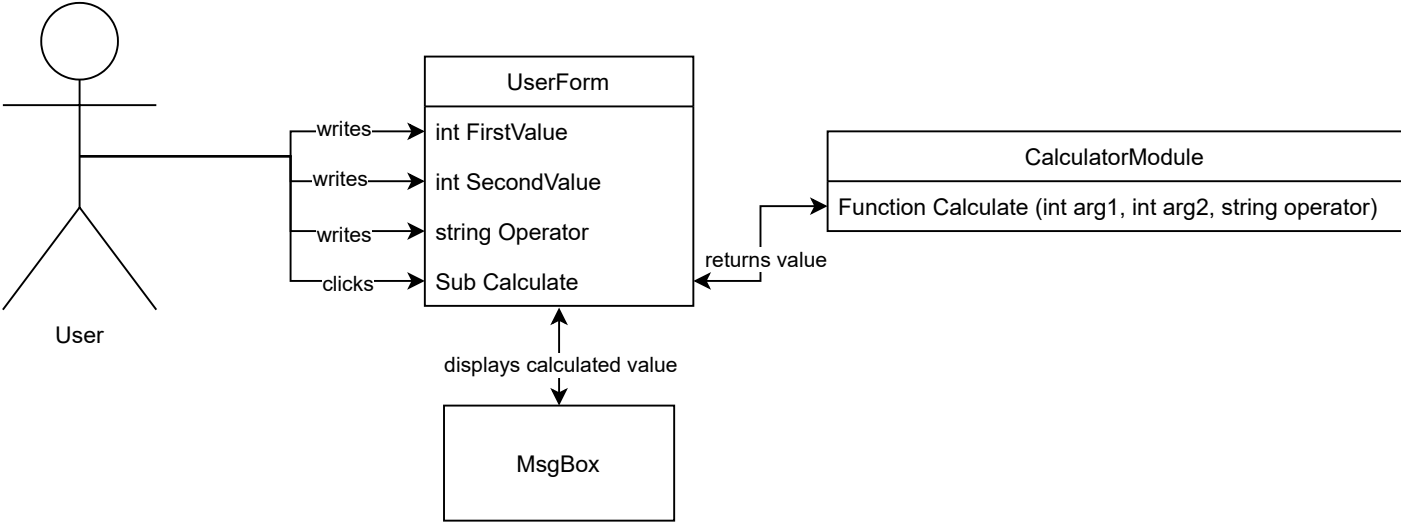 UserForm
writes
int FirstValue
writes
int SecondValue
writes
string Operator
clicks
Sub Calculate
User
CalculatorModule
Function Calculate (int arg1, int arg2, string operator)
returns value
displays calculated value
MsgBox